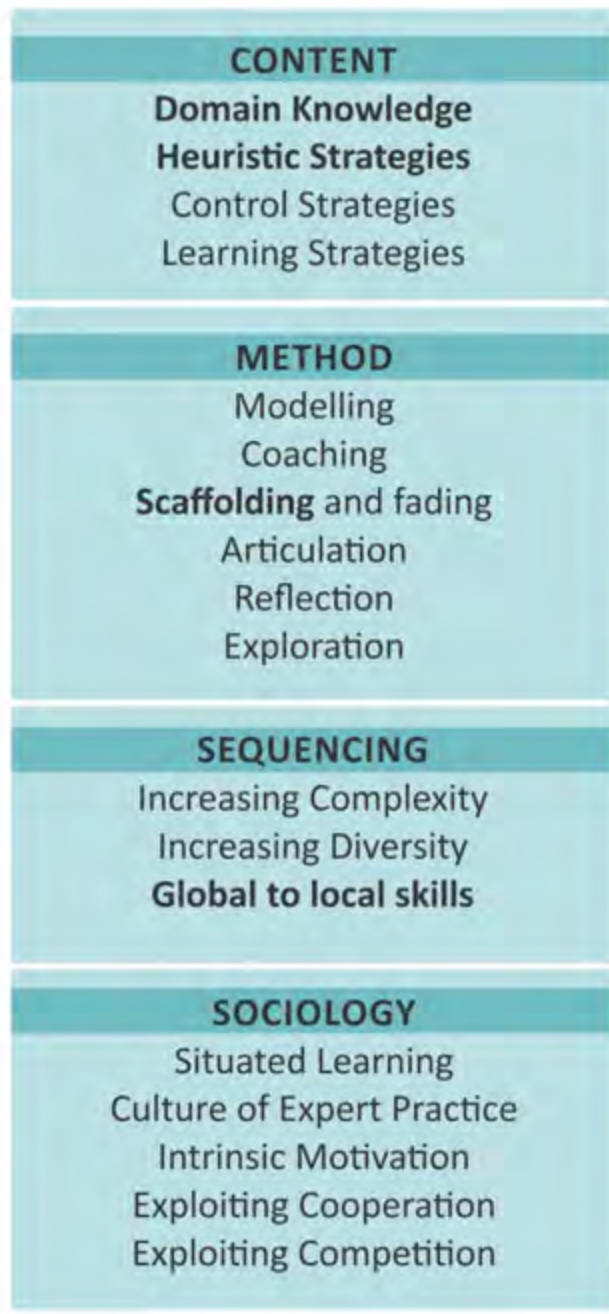 CONTENT
Domain Knowledge
Heuristic Strategies
Control Strategies
Learning Strategies
METHOD
Modelling
Coaching
Scaffolding and fading
Articulation
Reflection
Exploration
SEQUENCING
Increasing Complexity
Increasing Diversity
Global to local skills
SOCIOLOGY
Situated Learning
Culture of Expert Practice
Intrinsic Motivation
Exploiting Cooperation
Exploiting Competition